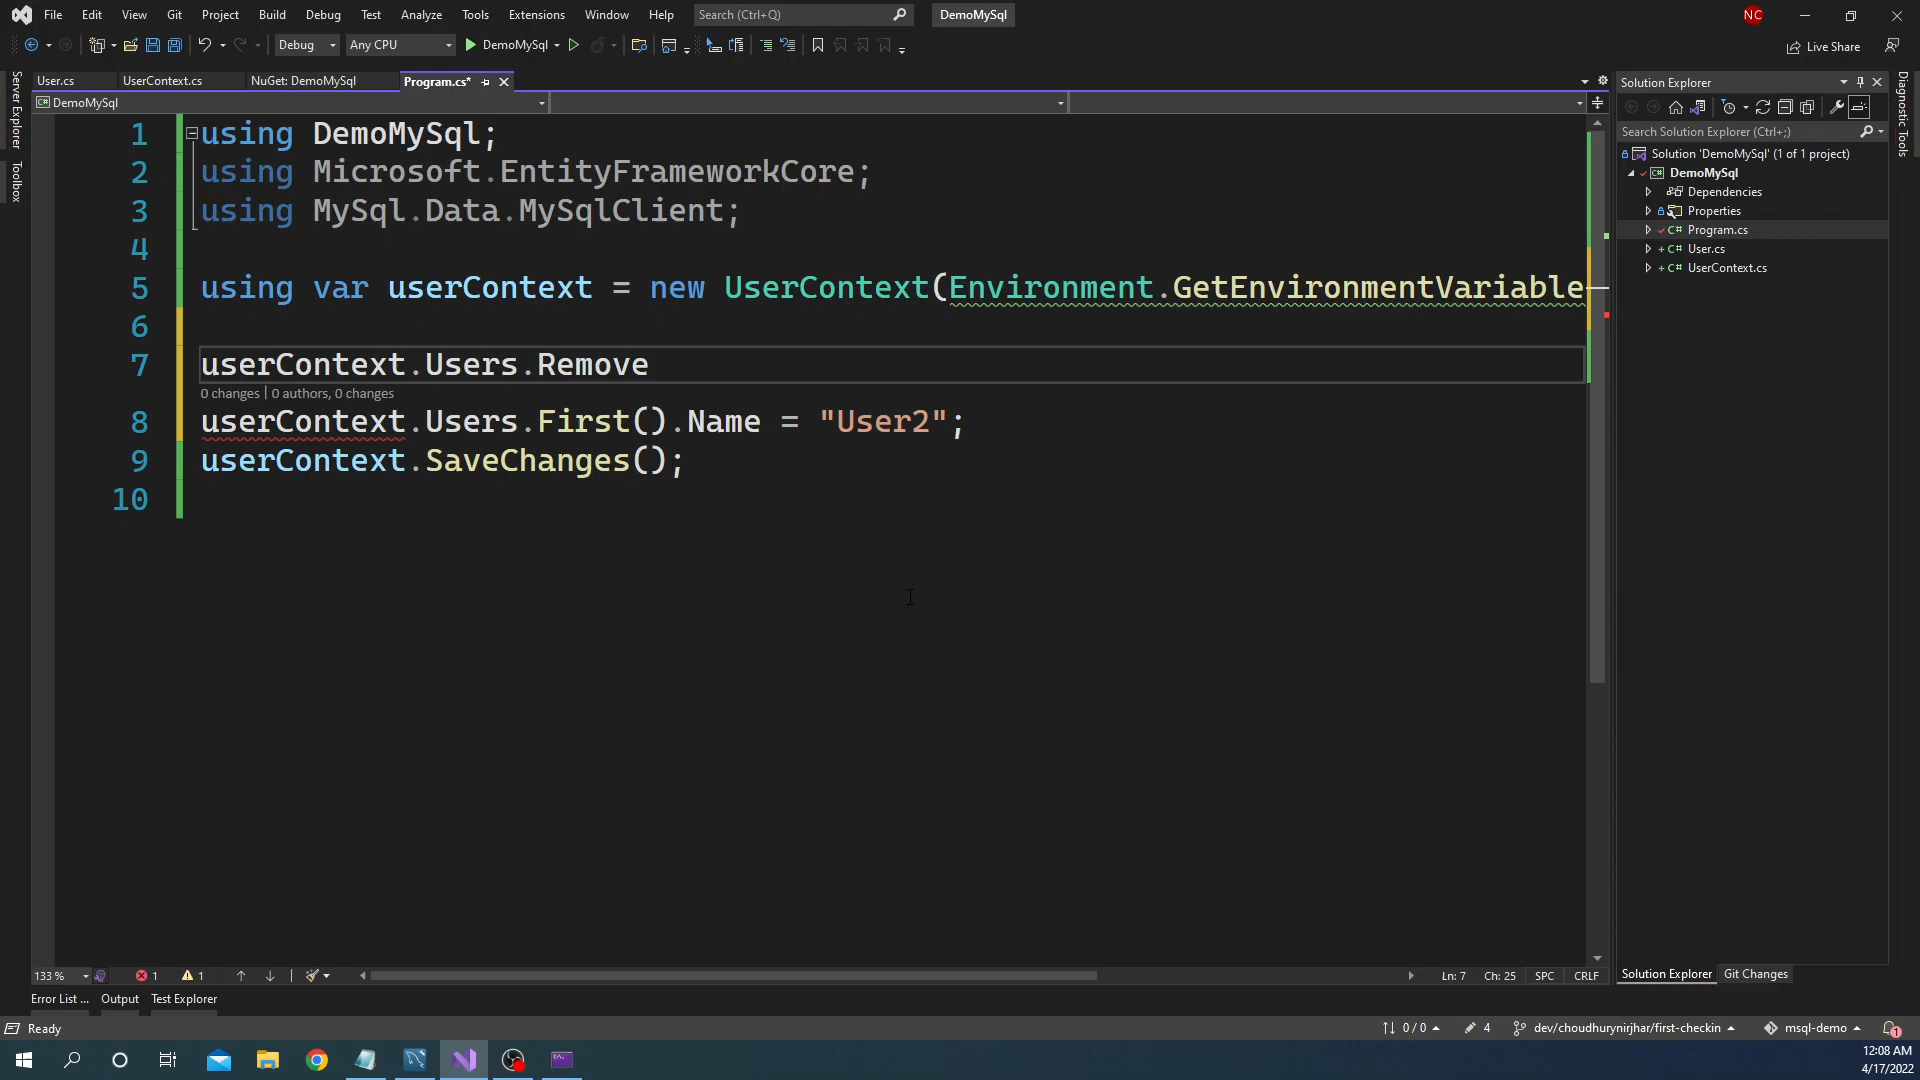 File Edit View Git Project Build Debug Test Analyze Tools Extensions Window Help Search (Ctrl+Q) DemoMySql NC
Debug Any CPU DemoMySql Live Share
Server Explorer
Toolbox
User.cs UserContext.cs NuGet: DemoMySql Program.cs*
C# DemoMySql
1 using DemoMySql;
2 using Microsoft.EntityFrameworkCore;
3 using MySql.Data.MySqlClient;
4
5 using var userContext = new UserContext(Environment.GetEnvironmentVariable
6
7 userContext.Users.Remove
0 changes | 0 authors, 0 changes
8 userContext.Users.First().Name = "User2";
9 userContext.SaveChanges();
10
Solution Explorer
Search Solution Explorer (Ctrl+;)
Solution 'DemoMySql' (1 of 1 project)
C# DemoMySql
Dependencies
Properties
C# Program.cs
+ C# User.cs
+ C# UserContext.cs
Diagnostic Tools
133 % 1 1 Ln: 7 Ch: 25 SPC CRLF
Solution Explorer Git Changes
Error List ... Output Test Explorer
Ready 0 / 0 4 dev/choudhurynirjhar/first-checkin msql-demo 1
12:08 AM
4/17/2022